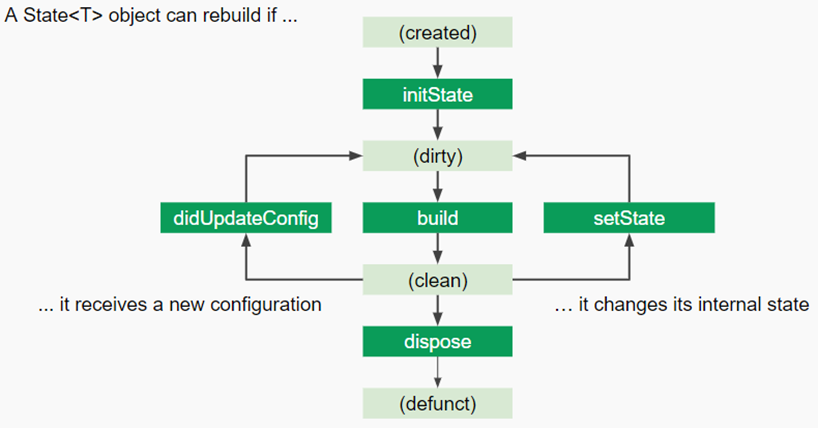 A State<T> object can rebuild if ...
(created)
initState
(dirty)
didUpdateConfig
build
setState
(clean)
... it receives a new configuration
… it changes its internal state
dispose
(defunct)